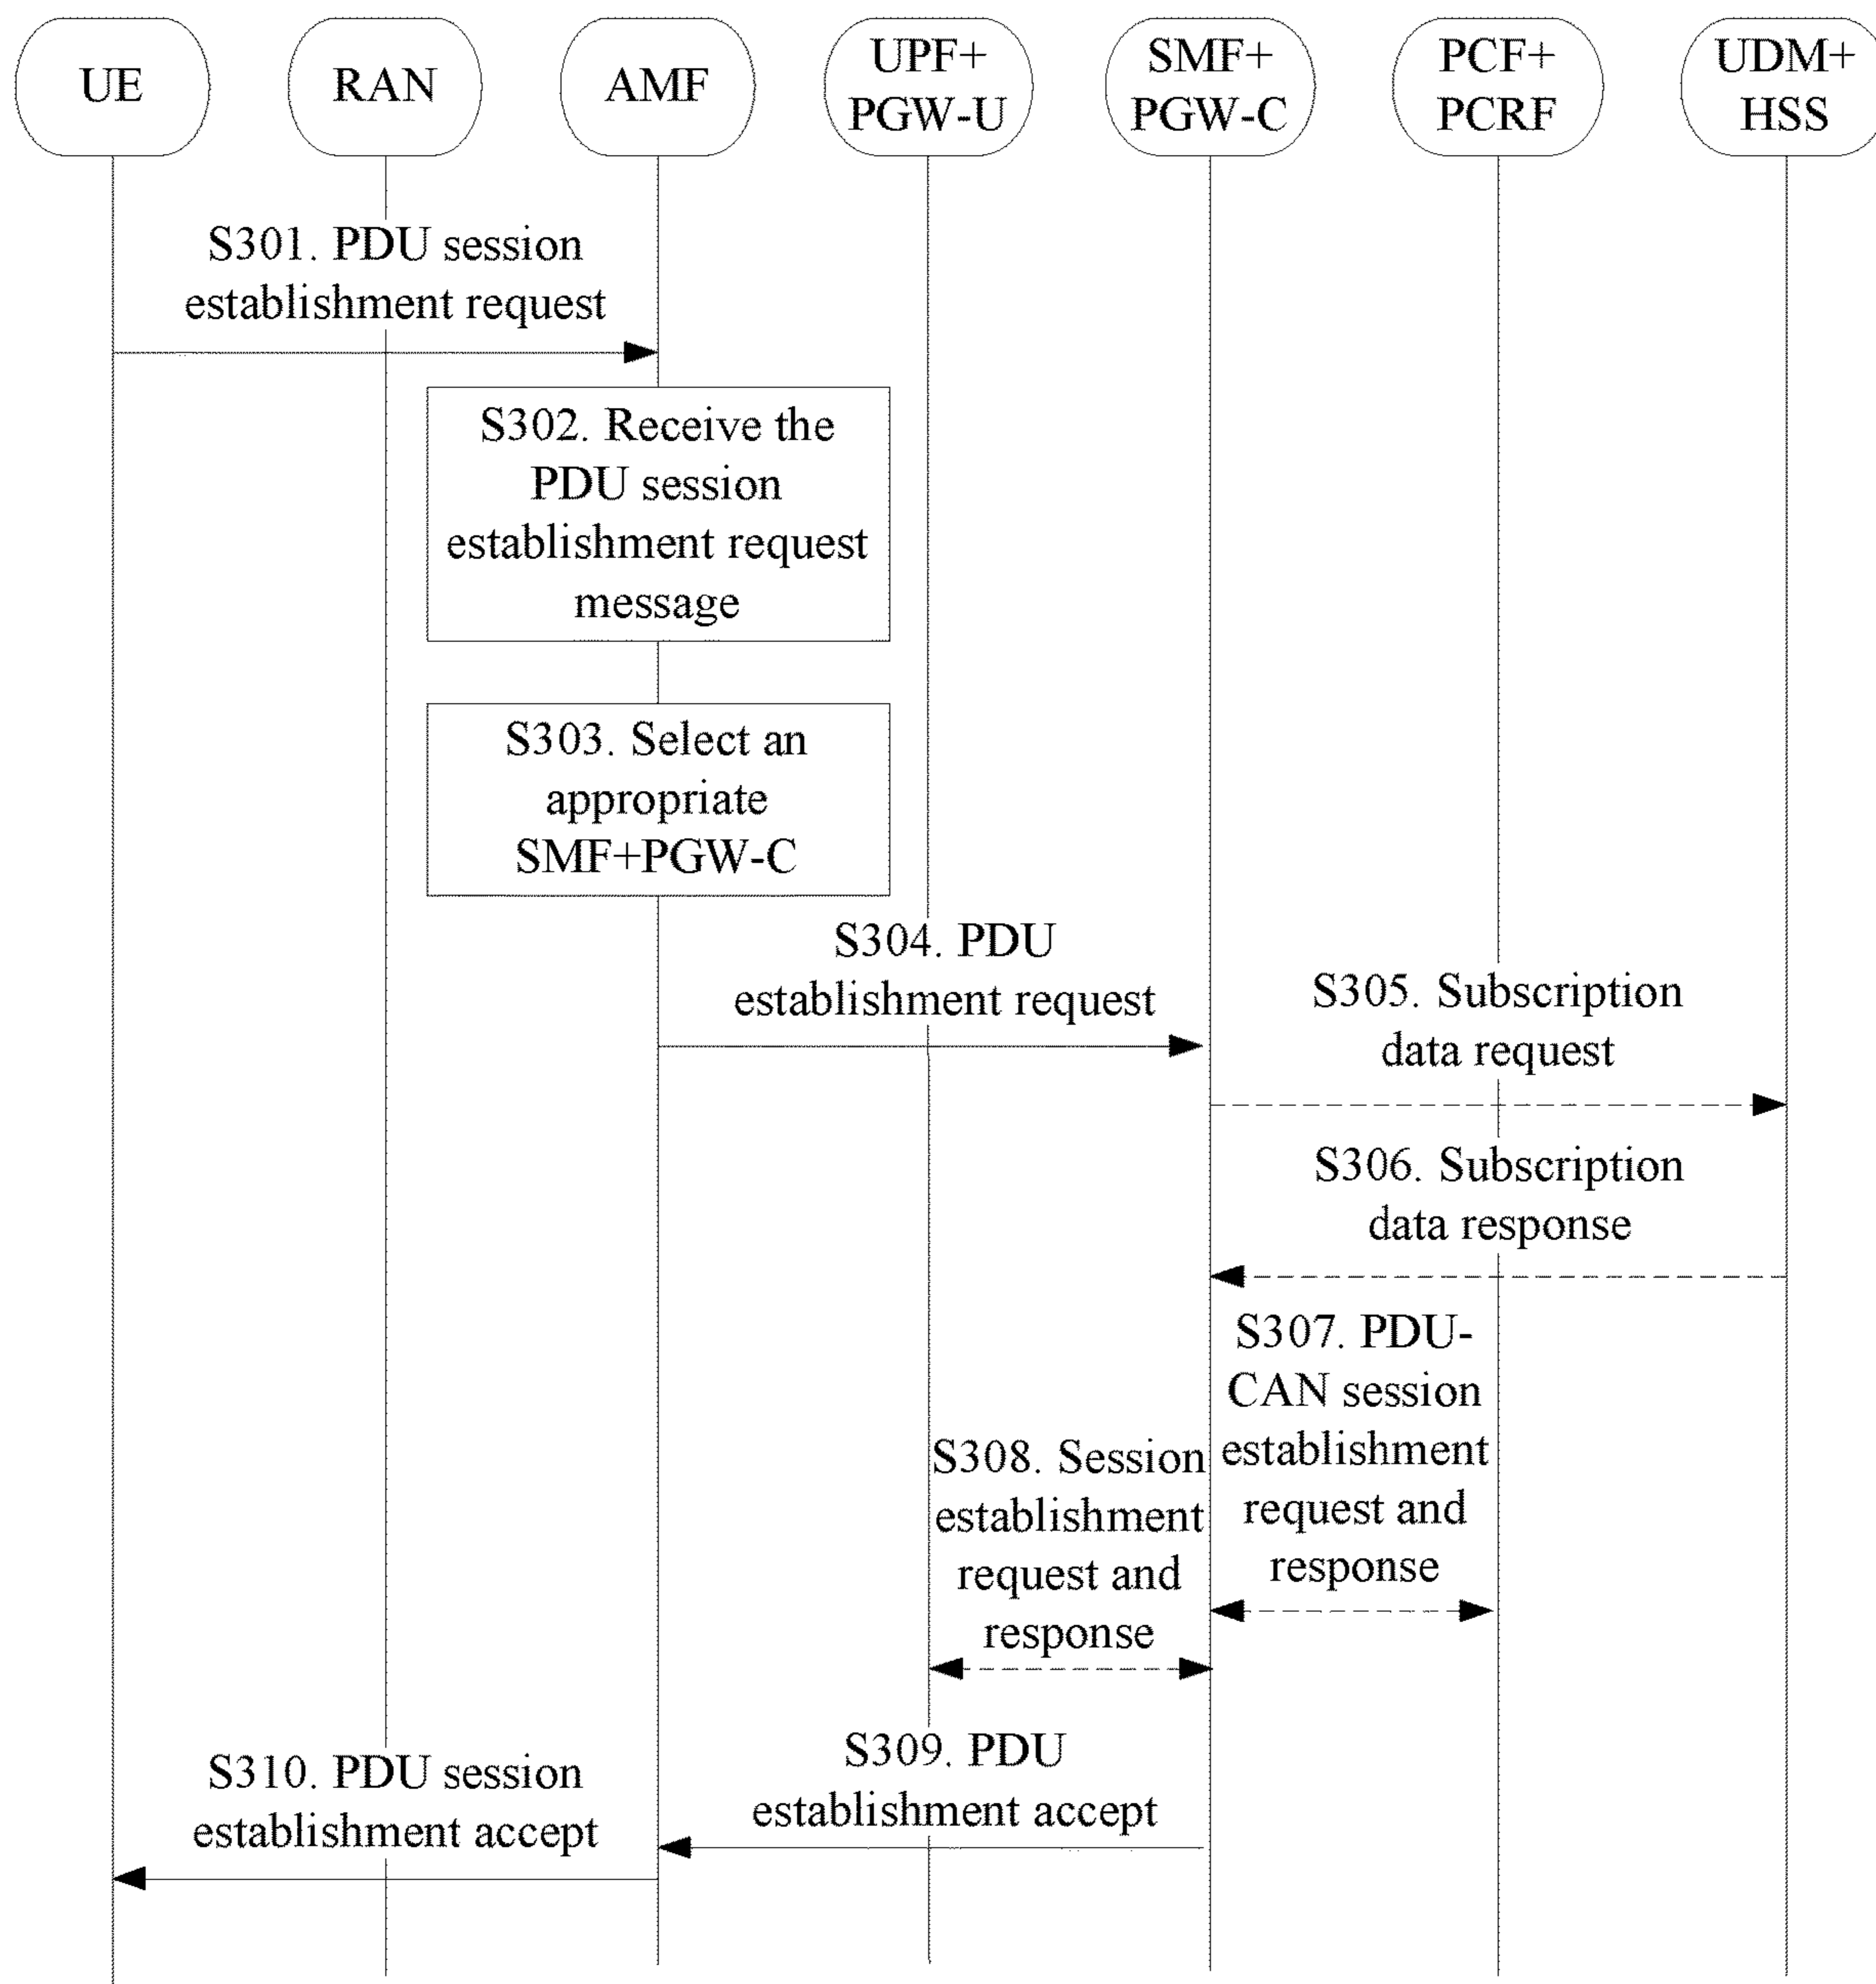 UE
RAN
AMF
UPF+
PGW-U
SMF+
PGW-C
PCF+
PCRF
UDM+
HSS
S301. PDU session
establishment request
S302. Receive the
PDU session
establishment request
message
S303. Select an
appropriate
SMF+PGW-C
S304. PDU
establishment request
S305. Subscription
data request
S306. Subscription
data response
S307. PDU-
CAN session
establishment
request and
response
S308. Session
establishment
request and
response
S309. PDU
establishment accept
S310. PDU session
establishment accept